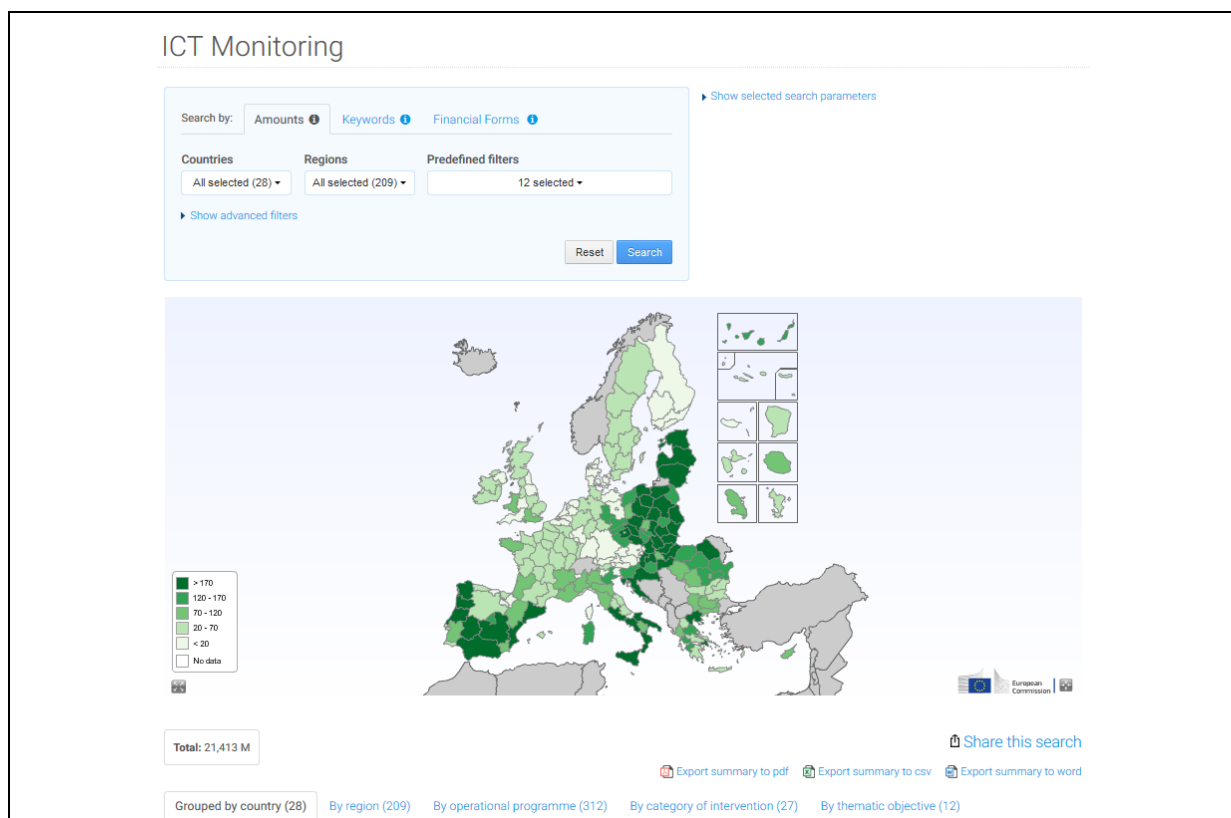 ICT Monitoring
Show selected search parameters
Search by: Amounts Keywords Financial Forms
Countries Regions Predefined filters
All selected (28) All selected (209) 12 selected
Show advanced filters
Reset Search
> 170
120 - 170
70 - 120
20 - 70
< 20
No data
European
Commission
Total: 21,413 M
Share this search
Export summary to pdf Export summary to csv Export summary to word
Grouped by country (28) By region (209) By operational programme (312) By category of intervention (27) By thematic objective (12)